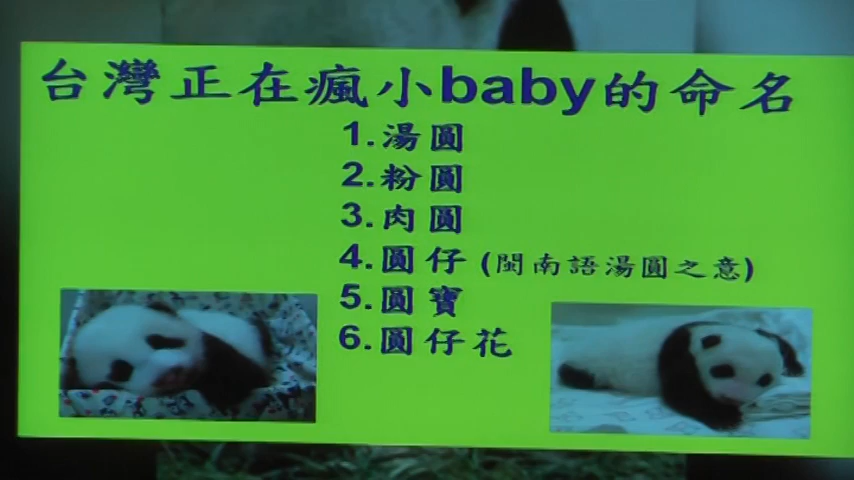 台灣正在瘋小baby的命名
1.湯圓
2.粉圓
3.肉圓
4.圓仔 (閩南語湯圓之意)
5.圓寶
6.圓仔花